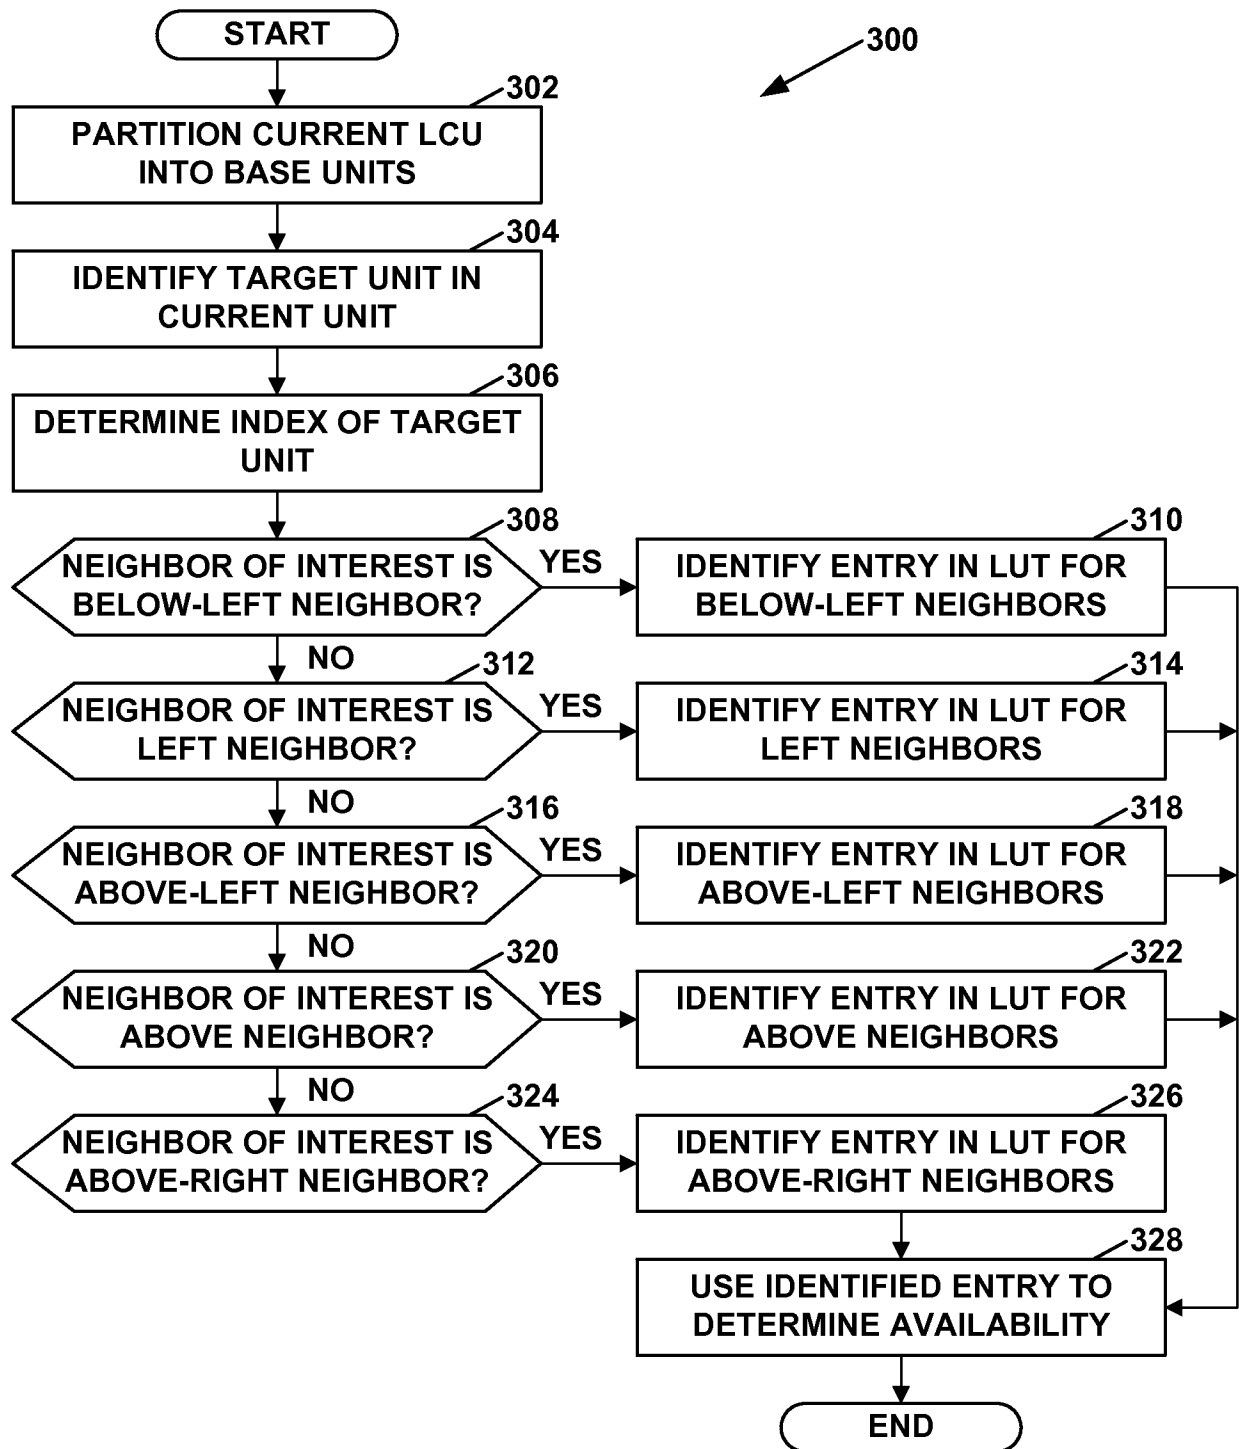 START
300
302
PARTITION CURRENT LCU
INTO BASE UNITS
304
IDENTIFY TARGET UNIT IN
CURRENT UNIT
306
DETERMINE INDEX OF TARGET
UNIT
308
NEIGHBOR OF INTEREST IS
BELOW-LEFT NEIGHBOR?
YES
310
IDENTIFY ENTRY IN LUT FOR
BELOW-LEFT NEIGHBORS
NO
312
NEIGHBOR OF INTEREST IS
LEFT NEIGHBOR?
YES
314
IDENTIFY ENTRY IN LUT FOR
LEFT NEIGHBORS
NO
316
NEIGHBOR OF INTEREST IS
ABOVE-LEFT NEIGHBOR?
YES
318
IDENTIFY ENTRY IN LUT FOR
ABOVE-LEFT NEIGHBORS
NO
320
NEIGHBOR OF INTEREST IS
ABOVE NEIGHBOR?
YES
322
IDENTIFY ENTRY IN LUT FOR
ABOVE NEIGHBORS
NO
324
NEIGHBOR OF INTEREST IS
ABOVE-RIGHT NEIGHBOR?
YES
326
IDENTIFY ENTRY IN LUT FOR
ABOVE-RIGHT NEIGHBORS
328
USE IDENTIFIED ENTRY TO
DETERMINE AVAILABILITY
END